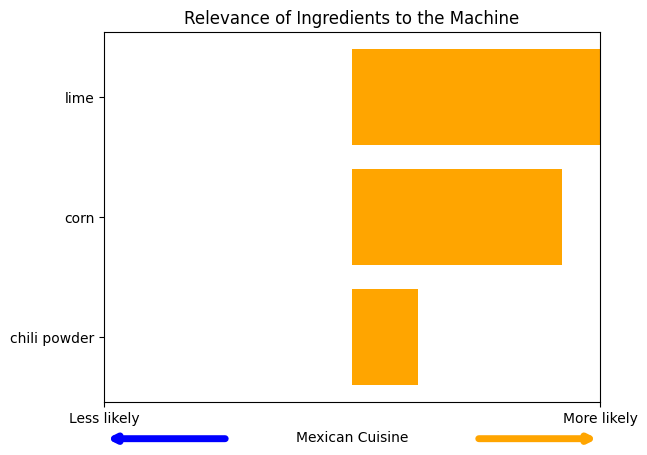 Relevance of Ingredients to the Machine
lime
corn
chili powder
Less likely
More likely
Mexican Cuisine